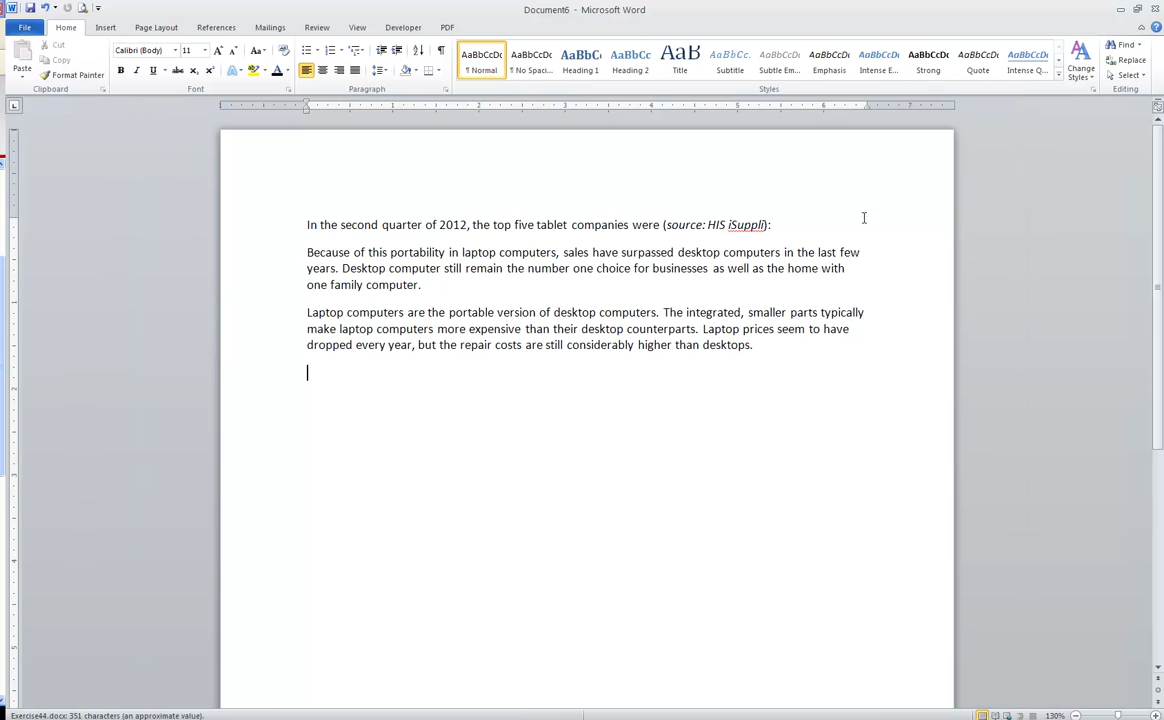 Document6 - Microsoft Word
File Home Insert Page Layout References Mailings Review View Developer PDF
Paste
Cut
Copy
Format Painter
Clipboard
Calibri (Body) 11
Font
Paragraph
AaBbCcDc AaBbCcDc AaBbCc AaBbCc AaB AaBbCc. AaBbCcDc AaBbCcDc AaBbCcDc AaBbCcDc AaBbCcDc AaBbCcDc
¶ Normal ¶ No Spaci... Heading 1 Heading 2 Title Subtitle Subtle Em... Emphasis Intense E... Strong Quote Intense Q...
Styles
Change Styles
Find
Replace
Select
Editing
In the second quarter of 2012, the top five tablet companies were (source: HIS iSuppli):
Because of this portability in laptop computers, sales have surpassed desktop computers in the last few
years. Desktop computer still remain the number one choice for businesses as well as the home with
one family computer.
Laptop computers are the portable version of desktop computers. The integrated, smaller parts typically
make laptop computers more expensive than their desktop counterparts. Laptop prices seem to have
dropped every year, but the repair costs are still considerably higher than desktops.
Exercise44.docx: 351 characters (an approximate value).
130%